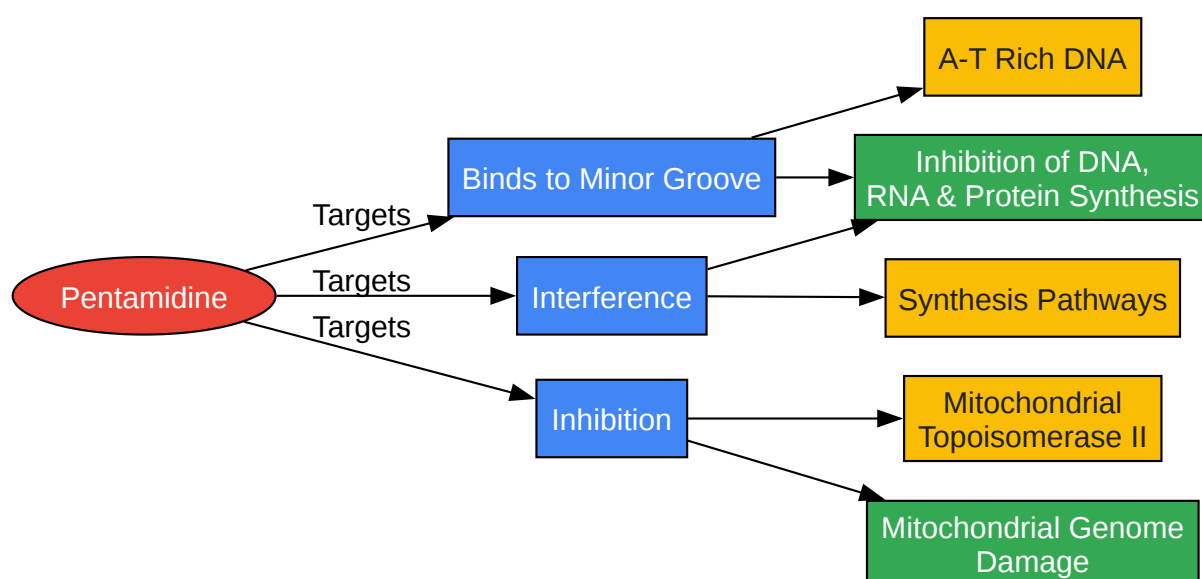 A-T Rich DNA
Binds to Minor Groove
Inhibition of DNA,
RNA & Protein Synthesis
Targets
Pentamidine
Targets
Interference
Synthesis Pathways
Targets
Inhibition
Mitochondrial
Topoisomerase II
Mitochondrial Genome
Damage